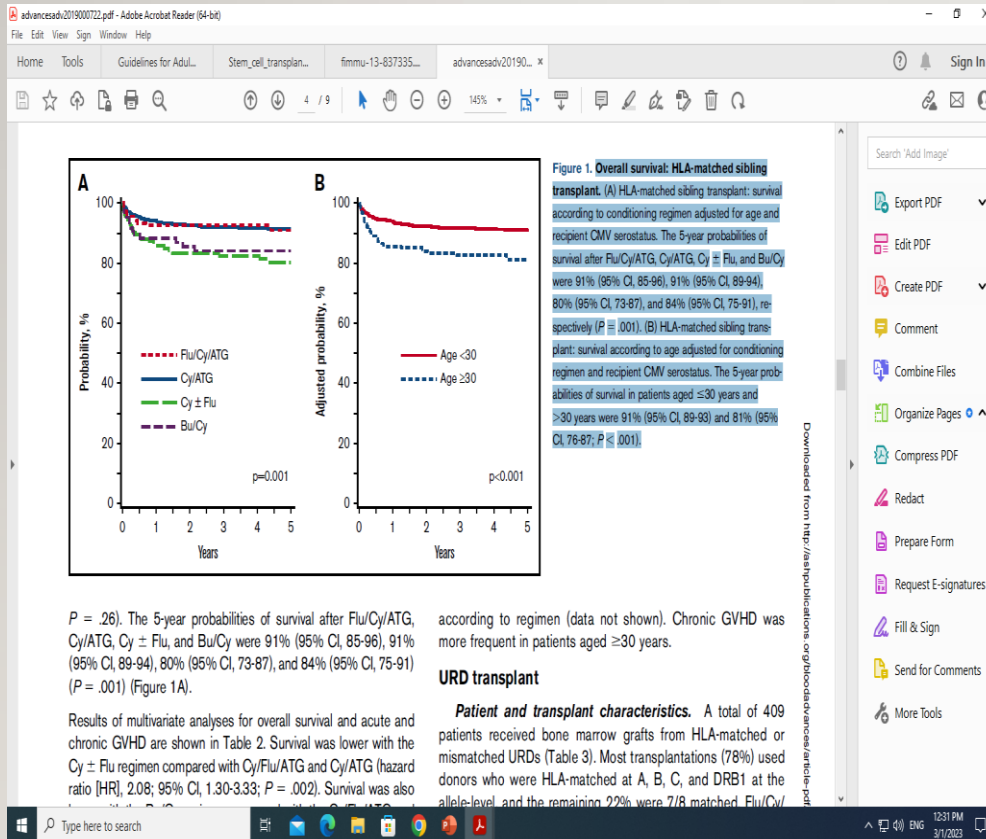 advancesadv2019000722.pdf - Adobe Acrobat Reader (64-bit)
File Edit View Sign Window Help
Home Tools Guidelines for Adul... Stem_cell_transplan... fimmu-13-837335.... advancesadv20190... x
Sign In
4 / 9 145%
A
100
80
60
40
20
0
Probability, %
Flu/Cy/ATG
Cy/ATG
Cy ± Flu
Bu/Cy
p=0.001
0 1 2 3 4 5
Years
B
100
80
60
40
20
0
Adjusted probability, %
Age <30
Age ≥30
p<0.001
0 1 2 3 4 5
Years
Figure 1. Overall survival: HLA-matched sibling
transplant. (A) HLA-matched sibling transplant: survival
according to conditioning regimen adjusted for age and
recipient CMV serostatus. The 5-year probabilities of
survival after Flu/Cy/ATG, Cy/ATG, Cy ± Flu, and Bu/Cy
were 91% (95% CI, 85-96), 91% (95% CI, 89-94),
80% (95% CI, 73-87), and 84% (95% CI, 75-91), re-
spectively (P = .001). (B) HLA-matched sibling trans-
plant: survival according to age adjusted for conditioning
regimen and recipient CMV serostatus. The 5-year prob-
abilities of survival in patients aged ≤30 years and
>30 years were 91% (95% CI, 89-93) and 81% (95%
CI, 76-87; P < .001).
P = .26). The 5-year probabilities of survival after Flu/Cy/ATG,
Cy/ATG, Cy ± Flu, and Bu/Cy were 91% (95% CI, 85-96), 91%
(95% CI, 89-94), 80% (95% CI, 73-87), and 84% (95% CI, 75-91)
(P = .001) (Figure 1A).
Results of multivariate analyses for overall survival and acute and
chronic GVHD are shown in Table 2. Survival was lower with the
Cy ± Flu regimen compared with Cy/Flu/ATG and Cy/ATG (hazard
ratio [HR], 2.08; 95% CI, 1.30-3.33; P = .002). Survival was also
according to regimen (data not shown). Chronic GVHD was
more frequent in patients aged ≥30 years.
URD transplant
Patient and transplant characteristics. A total of 409
patients received bone marrow grafts from HLA-matched or
mismatched URDs (Table 3). Most transplantations (78%) used
donors who were HLA-matched at A, B, C, and DRB1 at the
allele-level, and the remaining 22% were 7/8 matched. Flu/Cy/
Downloaded from http://ashpublications.org/bloodadvances/article-pdf
Search 'Add Image'
Export PDF
Edit PDF
Create PDF
Comment
Combine Files
Organize Pages
Compress PDF
Redact
Prepare Form
Request E-signatures
Fill & Sign
Send for Comments
More Tools
Type here to search
ENG
12:31 PM
3/1/2023